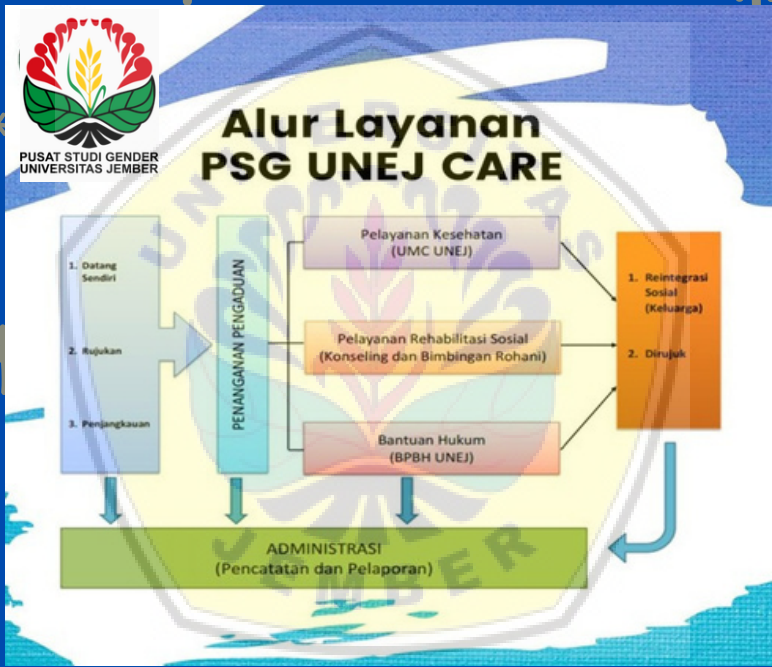 PUSAT STUDI GENDER
UNIVERSITAS JEMBER
Alur Layanan
PSG UNEJ CARE
1. Datang
Sendiri
2. Rujukan
3. Penjangkauan
PENANGANAN PENGADUAN
Pelayanan Kesehatan
(UMC UNEJ)
Pelayanan Rehabilitasi Sosial
(Konseling dan Bimbingan Rohani)
Bantuan Hukum
(BPBH UNEJ)
1. Reintegrasi
Sosial
(Keluarga)
2. Dirujuk
ADMINISTRASI
(Pencatatan dan Pelaporan)
UNIVERSITAS
JEMBER